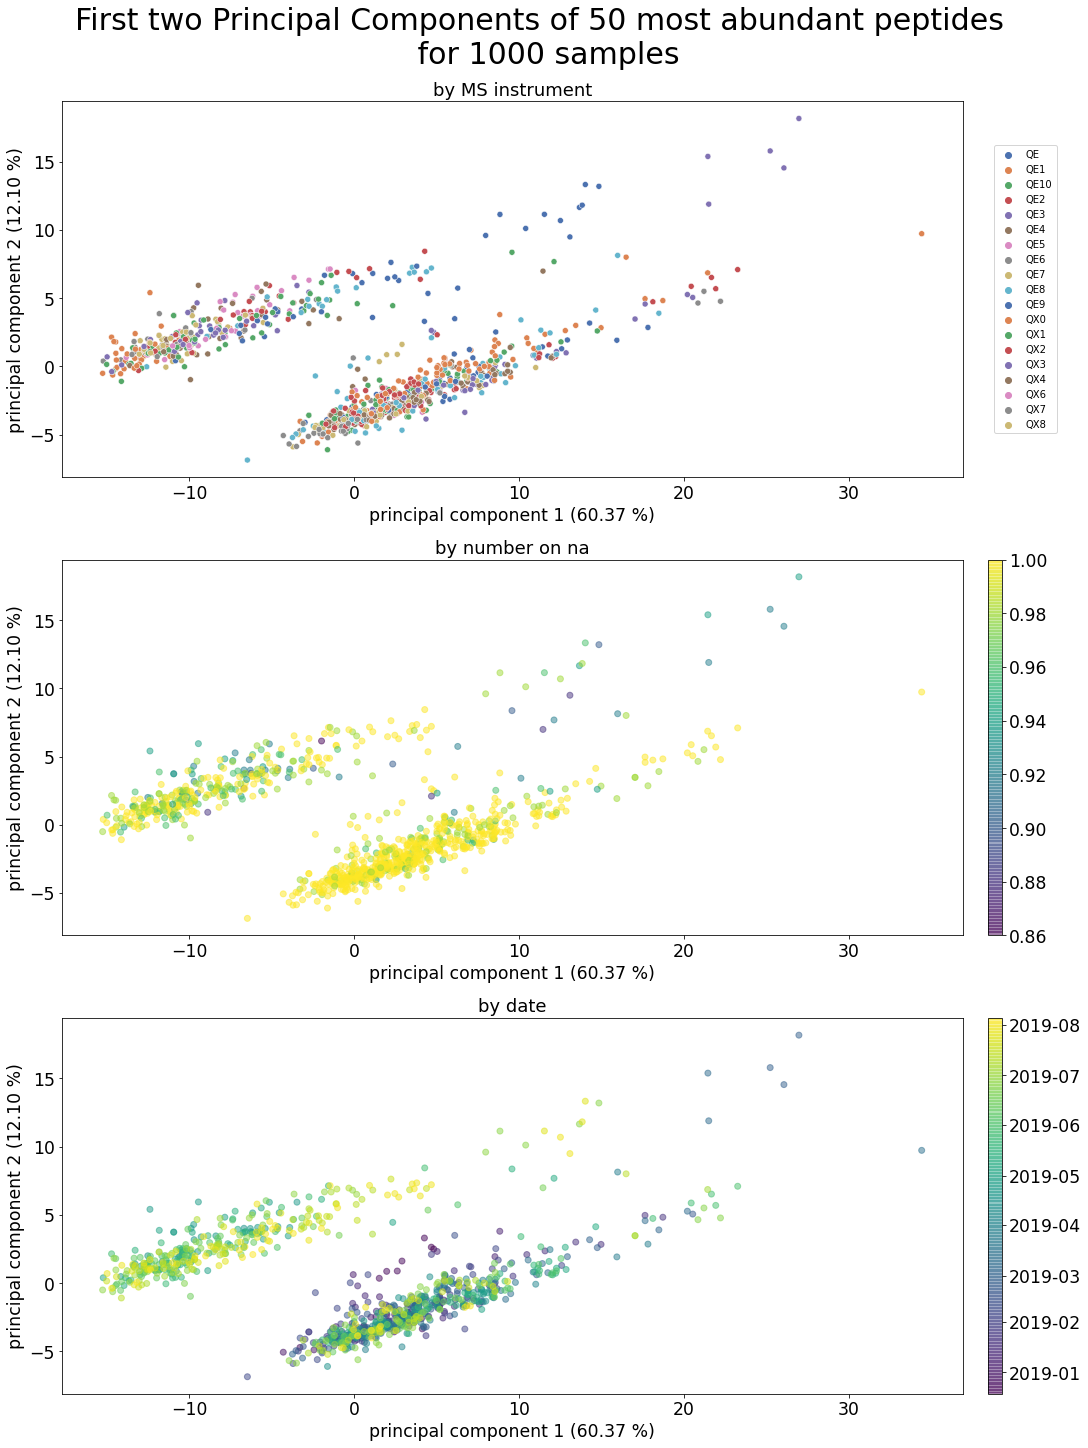 First two Principal Components of 50 most abundant peptides
for 1000 samples
by MS instrument
principal component 2 (12.10 %)
15
10
5
0
−5
−10
0
10
20
30
principal component 1 (60.37 %)
QE
QE1
QE10
QE2
QE3
QE4
QE5
QE6
QE7
QE8
QE9
QX0
QX1
QX2
QX3
QX4
QX6
QX7
QX8
by number on na
principal component 2 (12.10 %)
15
10
5
0
−5
−10
0
10
20
30
principal component 1 (60.37 %)
1.00
0.98
0.96
0.94
0.92
0.90
0.88
0.86
by date
principal component 2 (12.10 %)
15
10
5
0
−5
−10
0
10
20
30
principal component 1 (60.37 %)
2019-08
2019-07
2019-06
2019-05
2019-04
2019-03
2019-02
2019-01